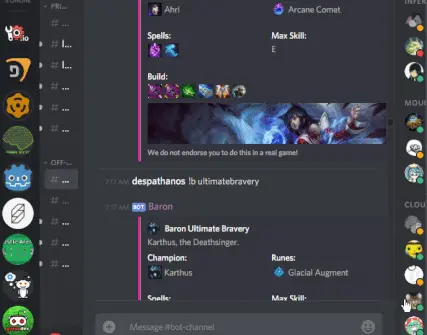 PRI...
# ...
# l...
# l...
# ...
# ...
OFF-...
# ...
# ...
# ...
# ...
Ahri
Arcane Comet
Spells:
Max Skill:
E
Build:
We do not endorse you to do this in a real game!
7:17 AM despathanos !b ultimatebravery
7:17 AM BOT Baron
Baron Ultimate Bravery
Karthus, the Deathsinger.
Champion:
Runes:
Karthus
Glacial Augment
Spells:
Max Skill:
Message #bot-channel
INFER
MOU
CLOU